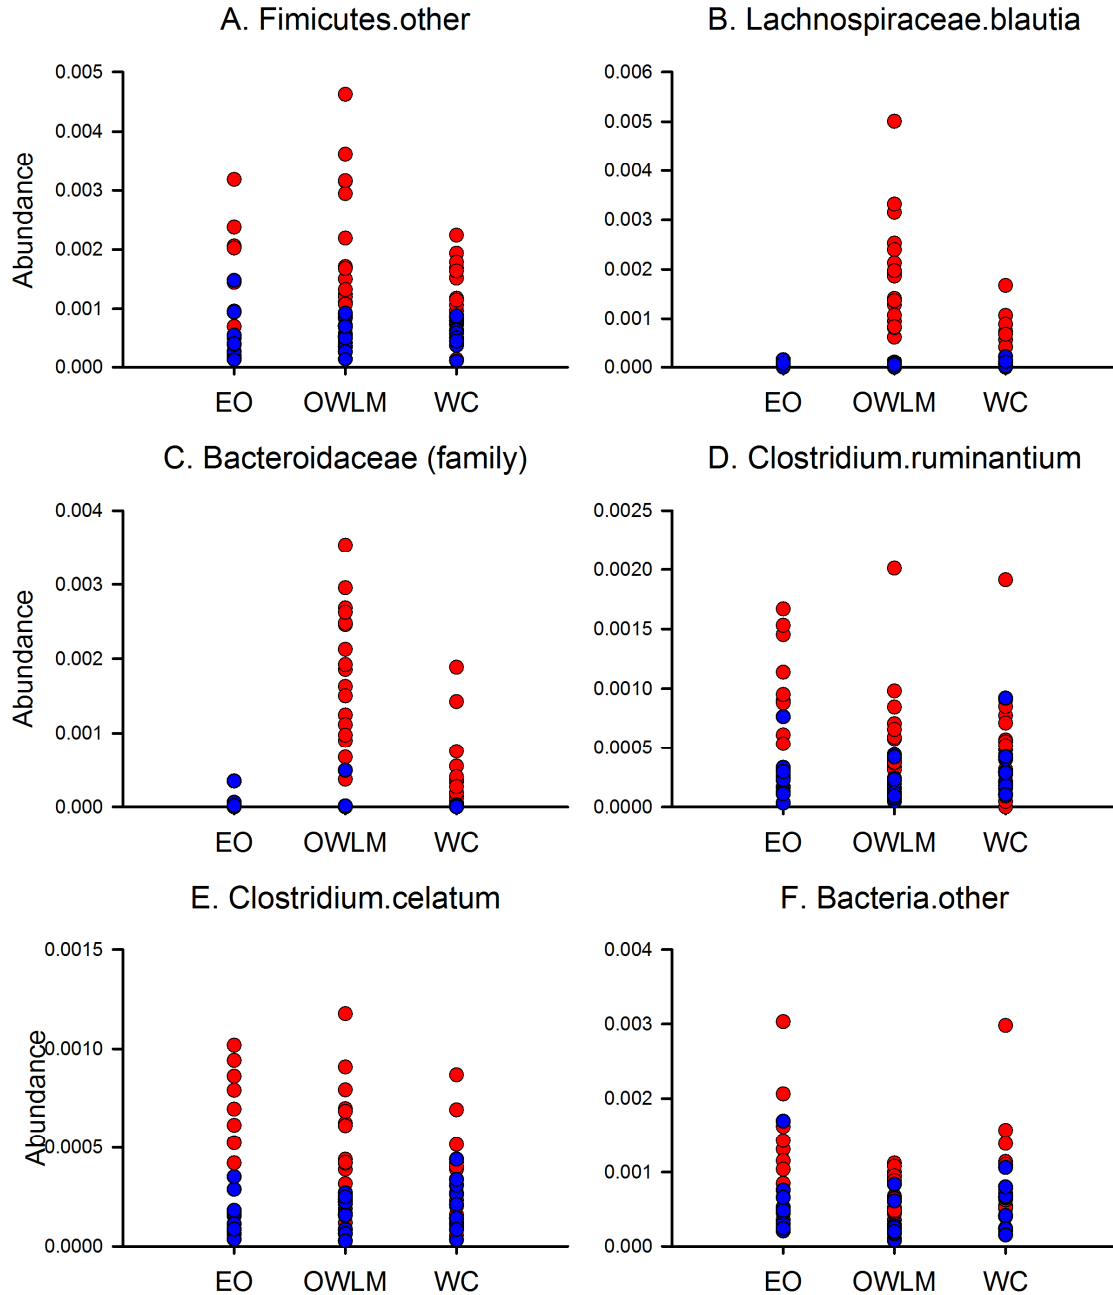 A. Fimicutes.other
0.005
0.004
0.003
0.002
0.001
0.000
Abundance
EO OWLM WC
B. Lachnospiraceae.blautia
0.006
0.005
0.004
0.003
0.002
0.001
0.000
EO OWLM WC
C. Bacteroidaceae (family)
0.004
0.003
0.002
0.001
0.000
Abundance
EO OWLM WC
D. Clostridium.ruminantium
0.0025
0.0020
0.0015
0.0010
0.0005
0.0000
EO OWLM WC
E. Clostridium.celatum
0.0015
0.0010
0.0005
0.0000
Abundance
EO OWLM WC
F. Bacteria.other
0.004
0.003
0.002
0.001
0.000
EO OWLM WC